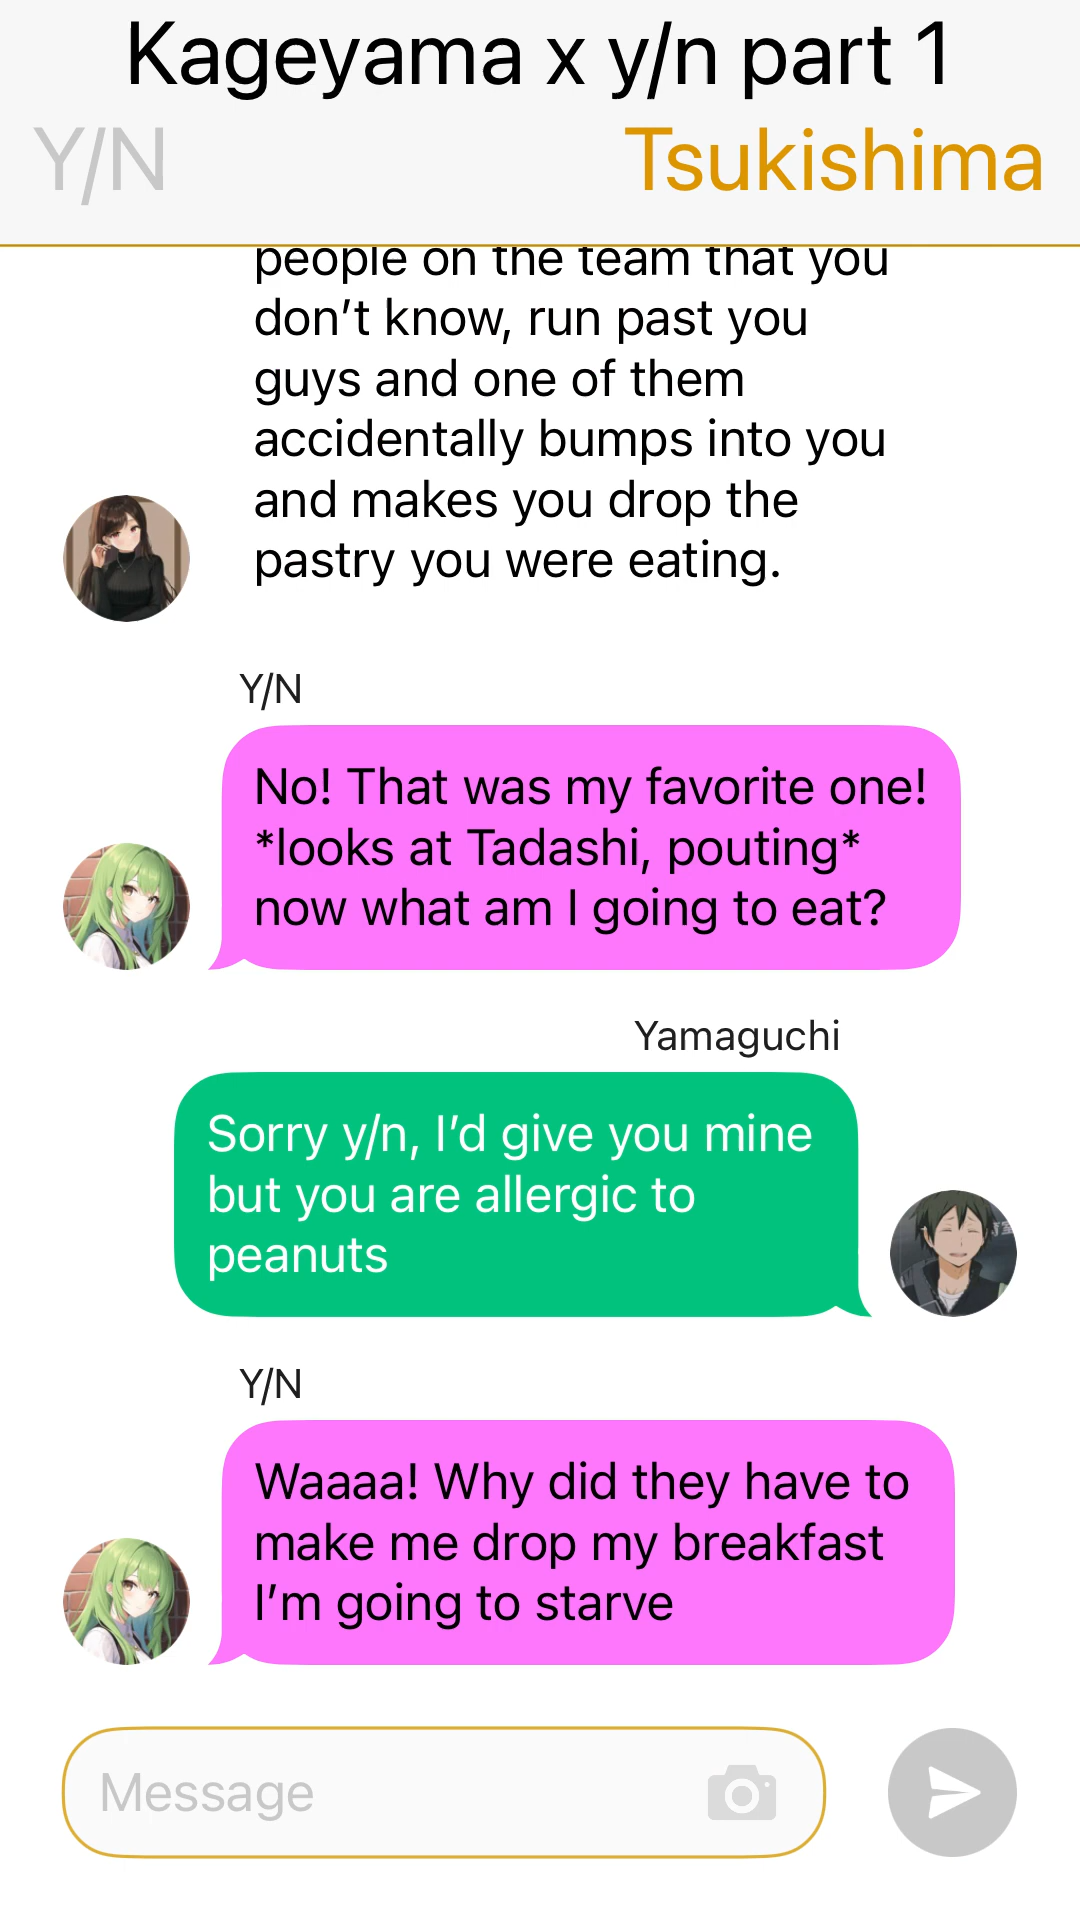 Kageyama x y/n part 1
Y/N
Tsukishima
people on the team that you
don’t know, run past you
guys and one of them
accidentally bumps into you
and makes you drop the
pastry you were eating.
Y/N
No! That was my favorite one!
*looks at Tadashi, pouting*
now what am I going to eat?
Yamaguchi
Sorry y/n, I’d give you mine
but you are allergic to
peanuts
Y/N
Waaaa! Why did they have to
make me drop my breakfast
I’m going to starve
Message